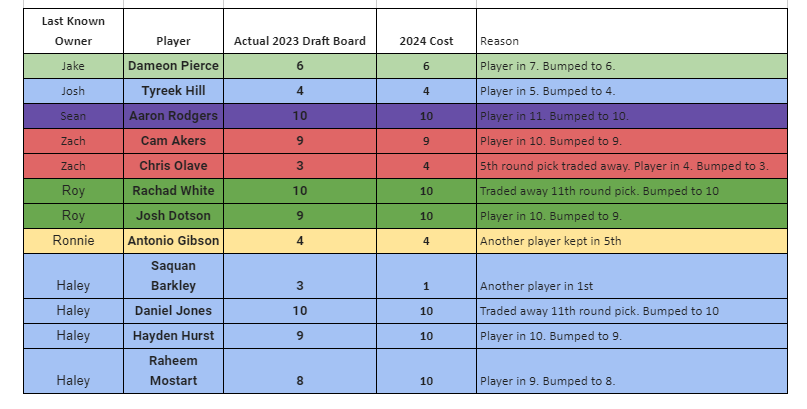 Last Known Owner | Player | Actual 2023 Draft Board | 2024 Cost | Reason
Jake | Dameon Pierce | 6 | 6 | Player in 7. Bumped to 6.
Josh | Tyreek Hill | 4 | 4 | Player in 5. Bumped to 4.
Sean | Aaron Rodgers | 10 | 10 | Player in 11. Bumped to 10.
Zach | Cam Akers | 9 | 9 | Player in 10. Bumped to 9.
Zach | Chris Olave | 3 | 4 | 5th round pick traded away. Player in 4. Bumped to 3.
Roy | Rachad White | 10 | 10 | Traded away 11th round pick. Bumped to 10
Roy | Josh Dotson | 9 | 10 | Player in 10. Bumped to 9.
Ronnie | Antonio Gibson | 4 | 4 | Another player kept in 5th
Haley | Saquan Barkley | 3 | 1 | Another player in 1st
Haley | Daniel Jones | 10 | 10 | Traded away 11th round pick. Bumped to 10
Haley | Hayden Hurst | 9 | 10 | Player in 10. Bumped to 9.
Haley | Raheem Mostart | 8 | 10 | Player in 9. Bumped to 8.